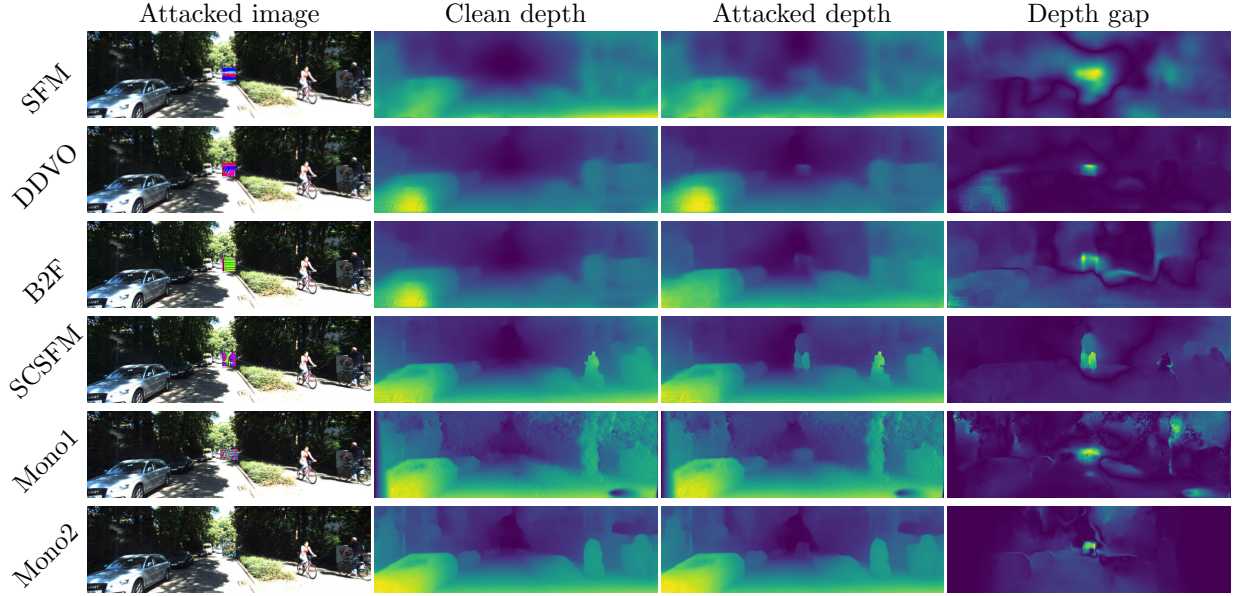 Attacked image Clean depth Attacked depth Depth gap
SFM
DDVO
B2F
SCSFM
Mono1
Mono2